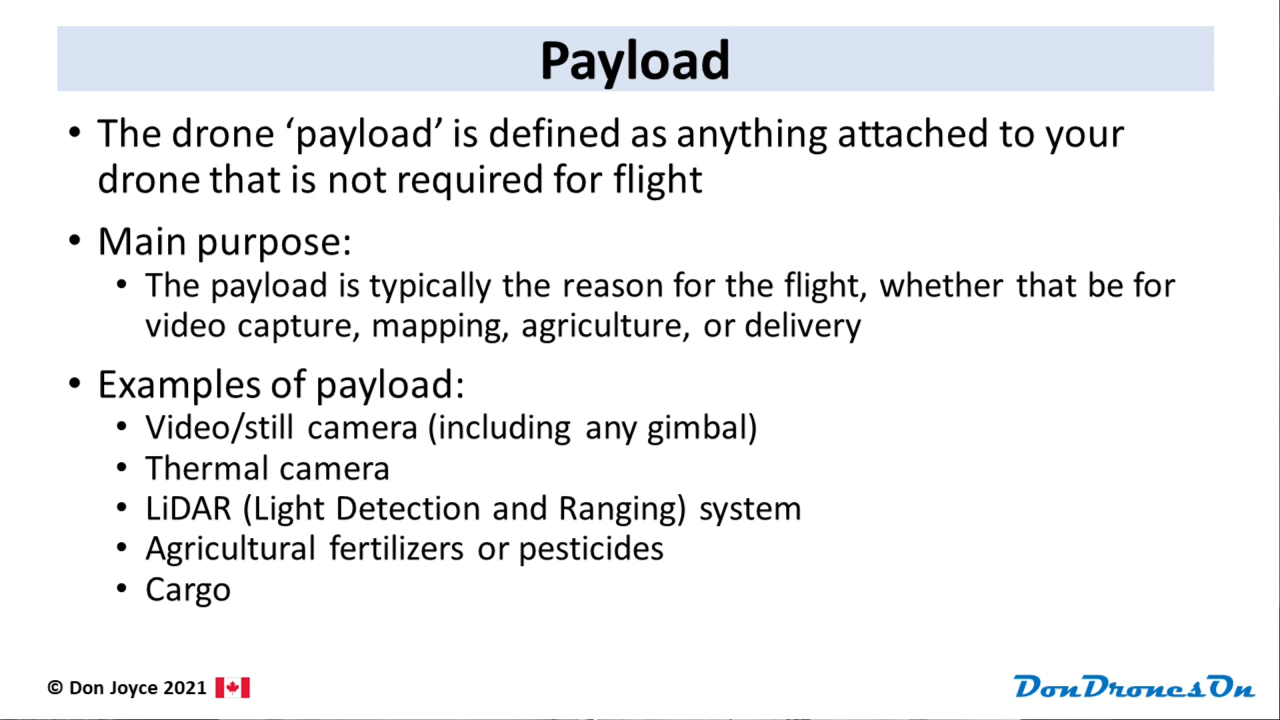 Payload
• The drone ‘payload’ is defined as anything attached to your
drone that is not required for flight
• Main purpose:
• The payload is typically the reason for the flight, whether that be for
video capture, mapping, agriculture, or delivery
• Examples of payload:
• Video/still camera (including any gimbal)
• Thermal camera
• LiDAR (Light Detection and Ranging) system
• Agricultural fertilizers or pesticides
• Cargo
© Don Joyce 2021
DonDronesOn